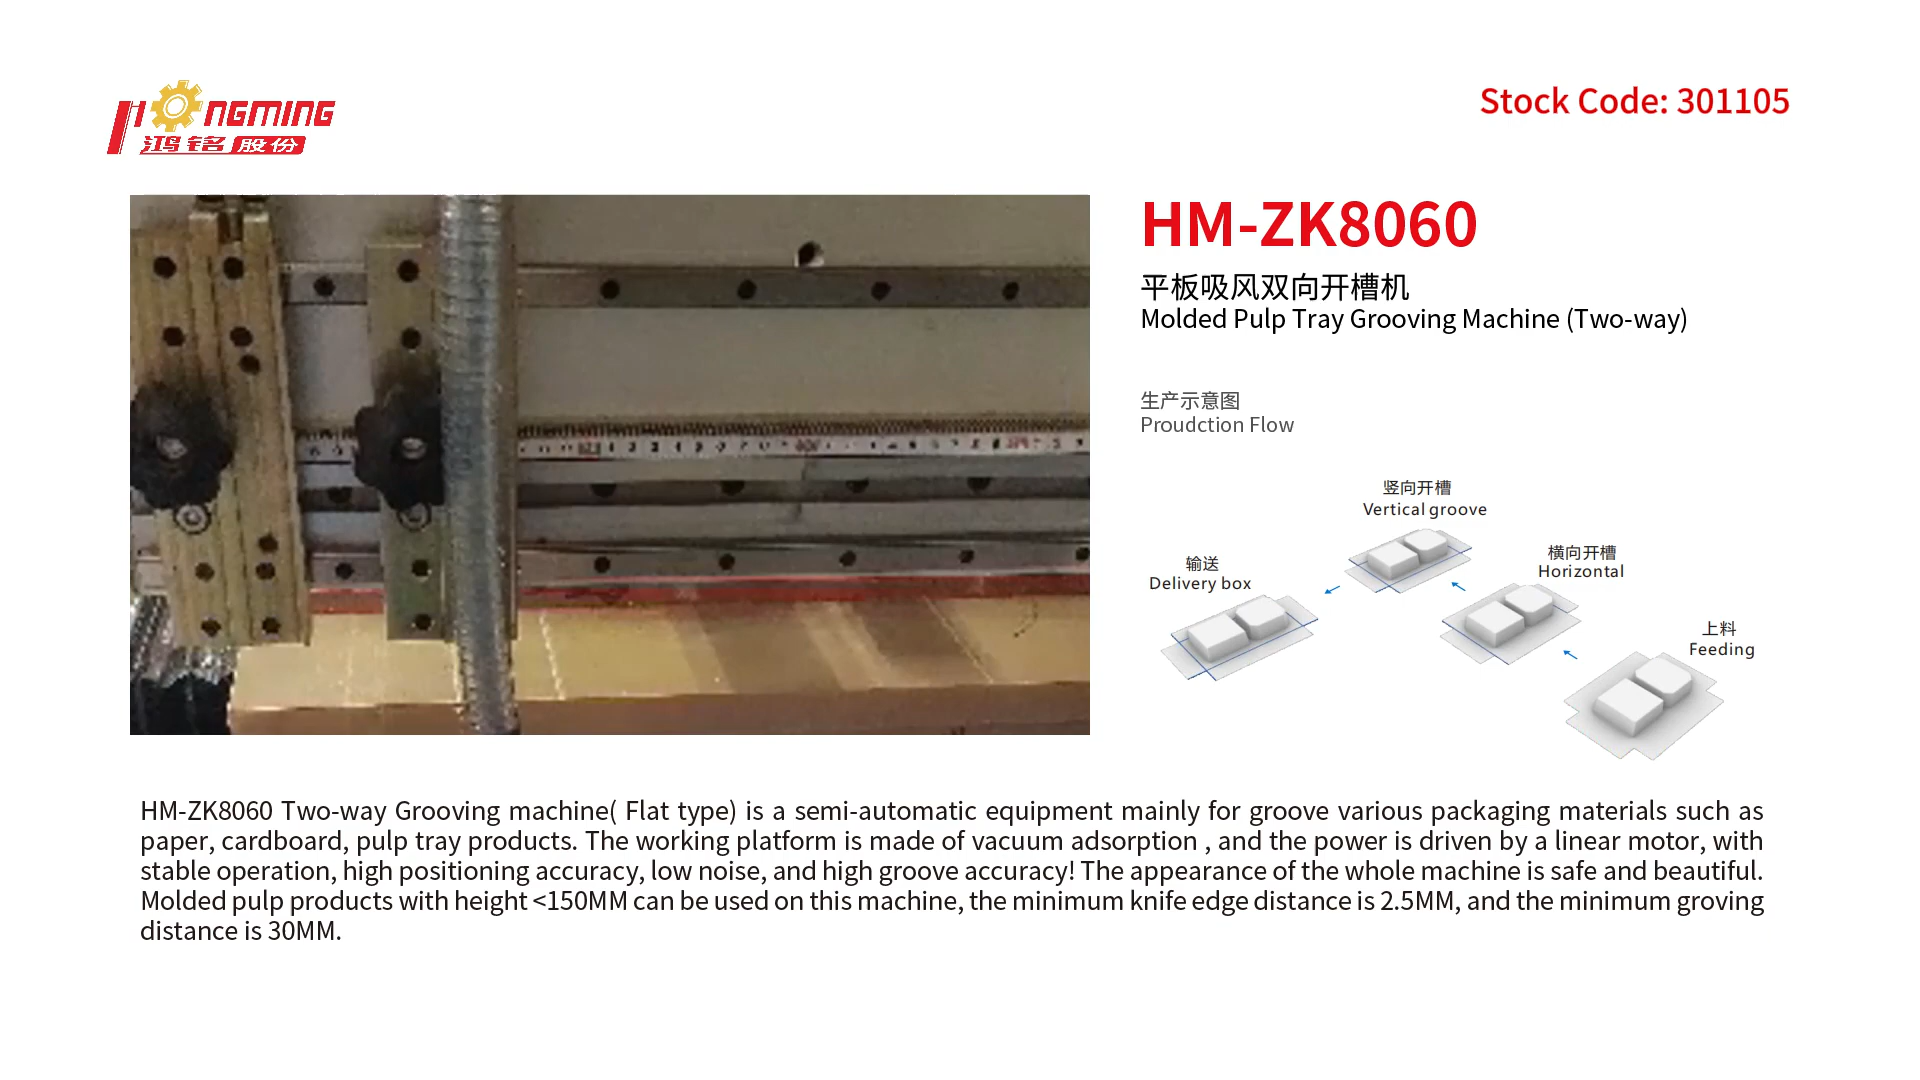 HONGMING
鸿铭股份
Stock Code: 301105
HM-ZK8060
平板吸风双向开槽机
Molded Pulp Tray Grooving Machine (Two-way)
生产示意图
Proudction Flow
竖向开槽
Vertical groove
横向开槽
Horizontal
输送
Delivery box
上料
Feeding
HM-ZK8060 Two-way Grooving machine( Flat type) is a semi-automatic equipment mainly for groove various packaging materials such as
paper, cardboard, pulp tray products. The working platform is made of vacuum adsorption , and the power is driven by a linear motor, with
stable operation, high positioning accuracy, low noise, and high groove accuracy! The appearance of the whole machine is safe and beautiful.
Molded pulp products with height <150MM can be used on this machine, the minimum knife edge distance is 2.5MM, and the minimum groving
distance is 30MM.